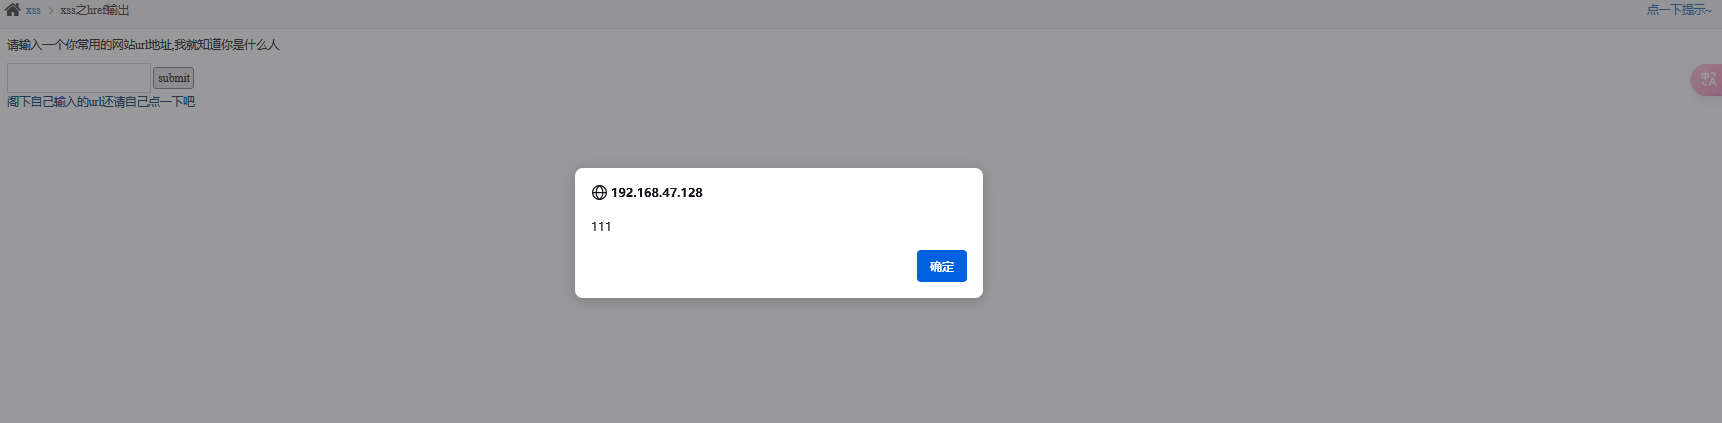 xss > xss之href输出
点一下提示~
请输入一个你常用的网站url地址,我就知道你是什么人
submit
阁下自己输入的url还请自己点一下吧
192.168.47.128
111
确定